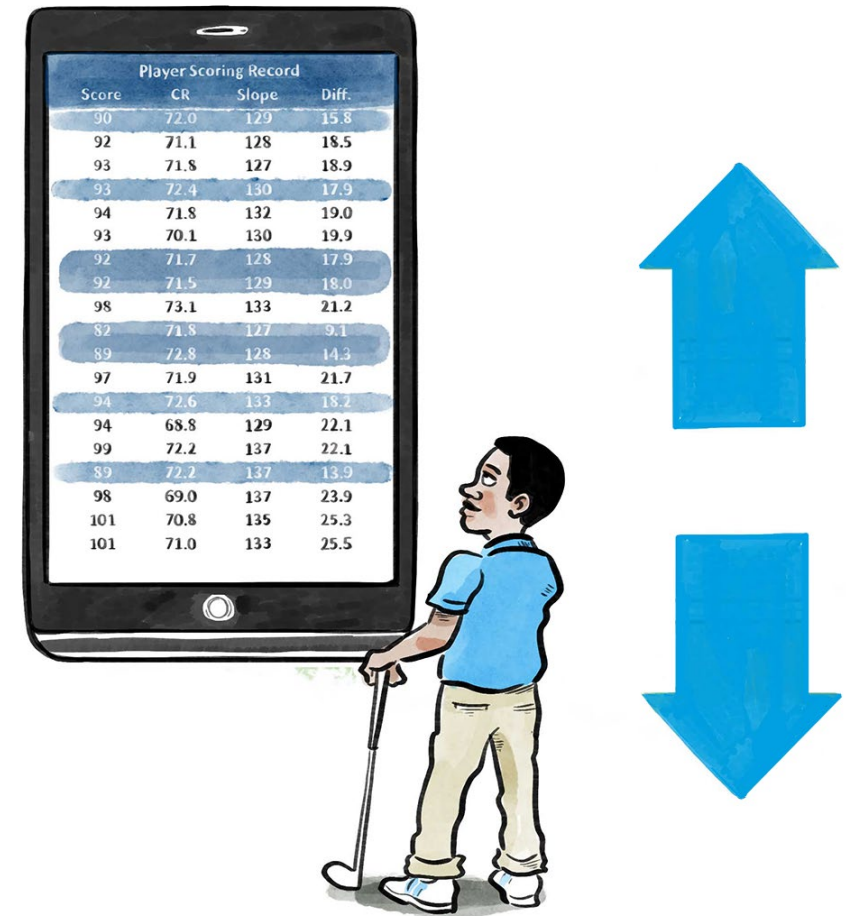 Player Scoring Record
Score CR Slope Diff.
90 72.0 129 15.8
92 71.1 128 18.5
93 71.8 127 18.9
93 72.4 130 17.9
94 71.8 132 19.0
93 70.1 130 19.9
92 71.7 128 17.9
92 71.5 129 18.0
98 73.1 133 21.2
82 71.8 127 9.1
89 72.8 128 14.3
97 71.9 131 21.7
94 72.6 133 18.2
94 68.8 129 22.1
99 72.2 137 22.1
89 72.2 137 13.9
98 69.0 137 23.9
101 70.8 135 25.3
101 71.0 133 25.5